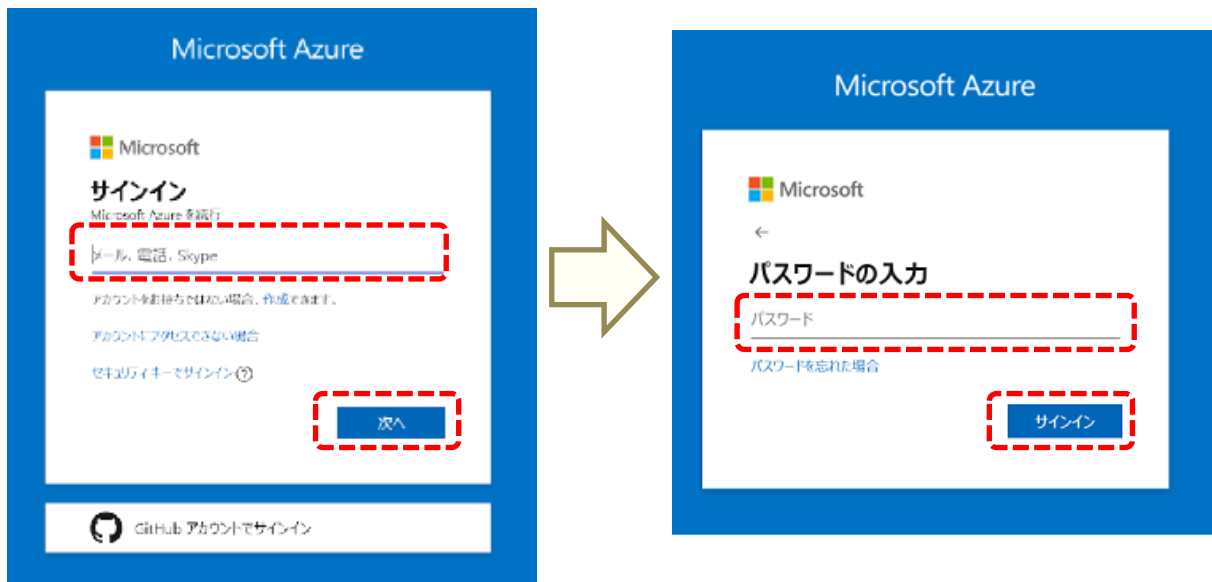 Microsoft Azure
Microsoft
サインイン
Microsoft Azure を続行
メール、電話、Skype
アカウントをお持ちではない場合、作成できます。
アカウントにアクセスできない場合
セキュリティ キーでサインイン
次へ
GitHub アカウントでサインイン
Microsoft Azure
Microsoft
←
パスワードの入力
パスワード
パスワードを忘れた場合
サインイン